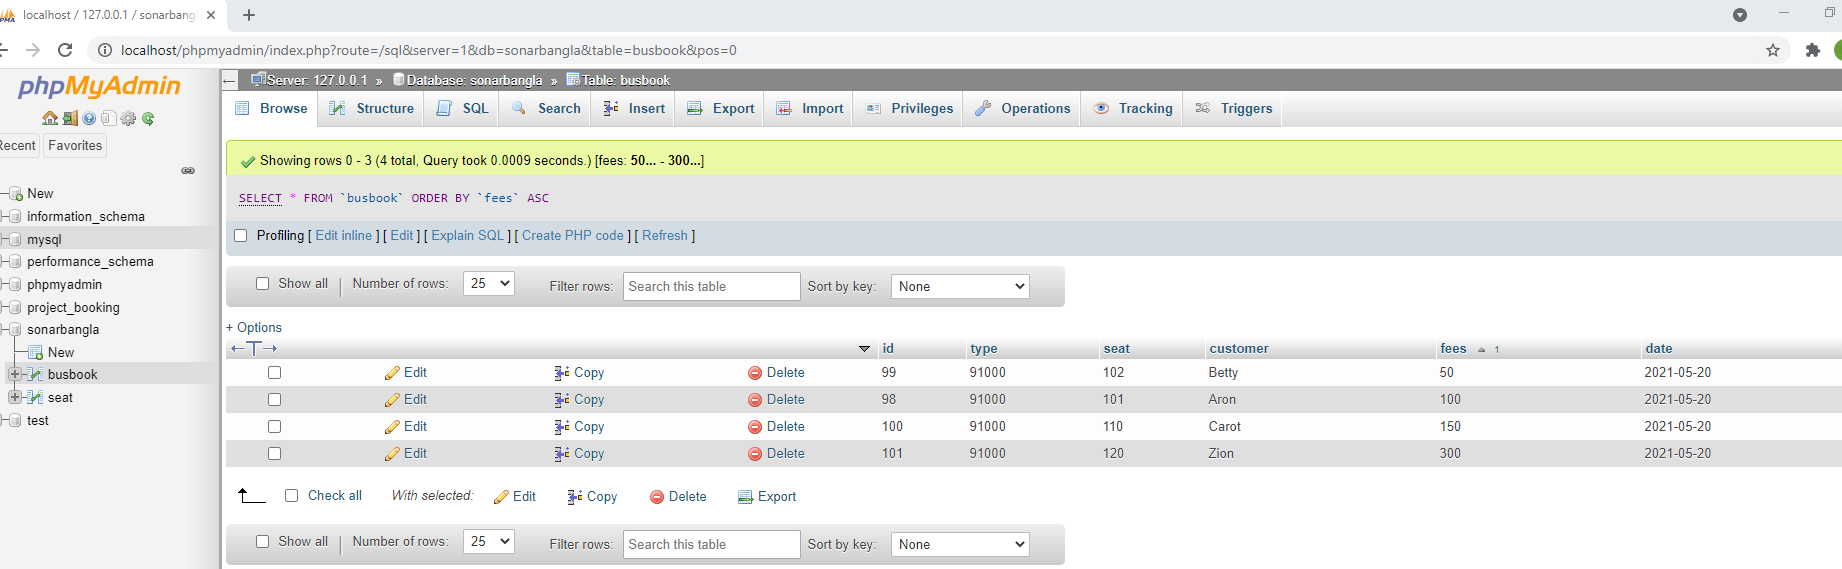 localhost / 127.0.0.1 / sonarbang
localhost/phpmyadmin/index.php?route=/sql&server=1&db=sonarbangla&table=busbook&pos=0
phpMyAdmin
Recent Favorites
New
information_schema
mysql
performance_schema
phpmyadmin
project_booking
sonarbangla
New
busbook
seat
test
Server: 127.0.0.1 » Database: sonarbangla » Table: busbook
Browse Structure SQL Search Insert Export Import Privileges Operations Tracking Triggers
Showing rows 0 - 3 (4 total, Query took 0.0009 seconds.) [fees: 50... - 300...]
SELECT * FROM `busbook` ORDER BY `fees` ASC
Profiling [ Edit inline ] [ Edit ] [ Explain SQL ] [ Create PHP code ] [ Refresh ]
Show all Number of rows: 25 Filter rows: Search this table Sort by key: None
+ Options
id type seat customer fees 1 date
Edit Copy Delete 99 91000 102 Betty 50 2021-05-20
Edit Copy Delete 98 91000 101 Aron 100 2021-05-20
Edit Copy Delete 100 91000 110 Carot 150 2021-05-20
Edit Copy Delete 101 91000 120 Zion 300 2021-05-20
Check all With selected: Edit Copy Delete Export
Show all Number of rows: 25 Filter rows: Search this table Sort by key: None